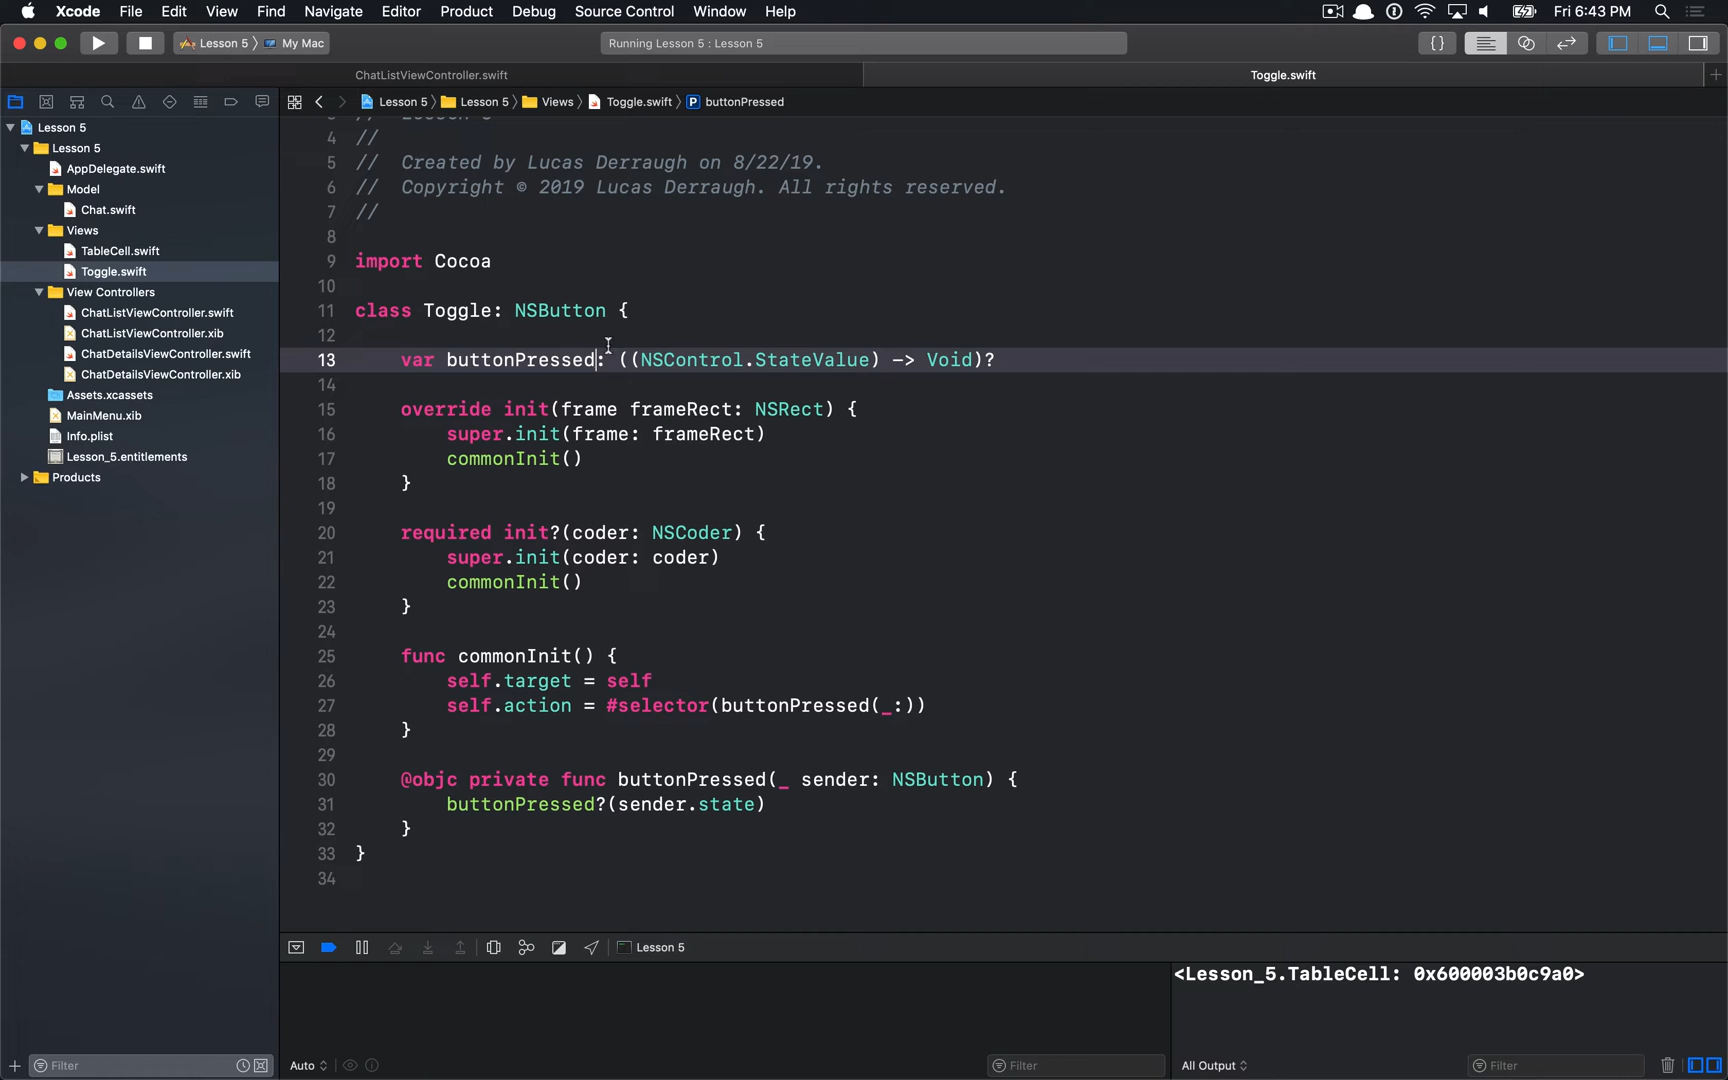 Xcode File Edit View Find Navigate Editor Product Debug Source Control Window Help Fri 6:43 PM
Lesson 5 My Mac Running Lesson 5 : Lesson 5
ChatListViewController.swift Toggle.swift
Lesson 5 Lesson 5 Views Toggle.swift P buttonPressed
Lesson 5
Lesson 5
AppDelegate.swift
Model
Chat.swift
Views
TableCell.swift
Toggle.swift
View Controllers
ChatListViewController.swift
ChatListViewController.xib
ChatDetailsViewController.swift
ChatDetailsViewController.xib
Assets.xcassets
MainMenu.xib
Info.plist
Lesson_5.entitlements
Products
Filter
3 // Lesson 5
4 //
5 // Created by Lucas Derraugh on 8/22/19.
6 // Copyright © 2019 Lucas Derraugh. All rights reserved.
7 //
8
9 import Cocoa
10
11 class Toggle: NSButton {
12
13 var buttonPressed: ((NSControl.StateValue) -> Void)?
14
15 override init(frame frameRect: NSRect) {
16 super.init(frame: frameRect)
17 commonInit()
18 }
19
20 required init?(coder: NSCoder) {
21 super.init(coder: coder)
22 commonInit()
23 }
24
25 func commonInit() {
26 self.target = self
27 self.action = #selector(buttonPressed(_:))
28 }
29
30 @objc private func buttonPressed(_ sender: NSButton) {
31 buttonPressed?(sender.state)
32 }
33 }
34
Lesson 5
<Lesson_5.TableCell: 0x600003b0c9a0>
Auto Filter All Output Filter